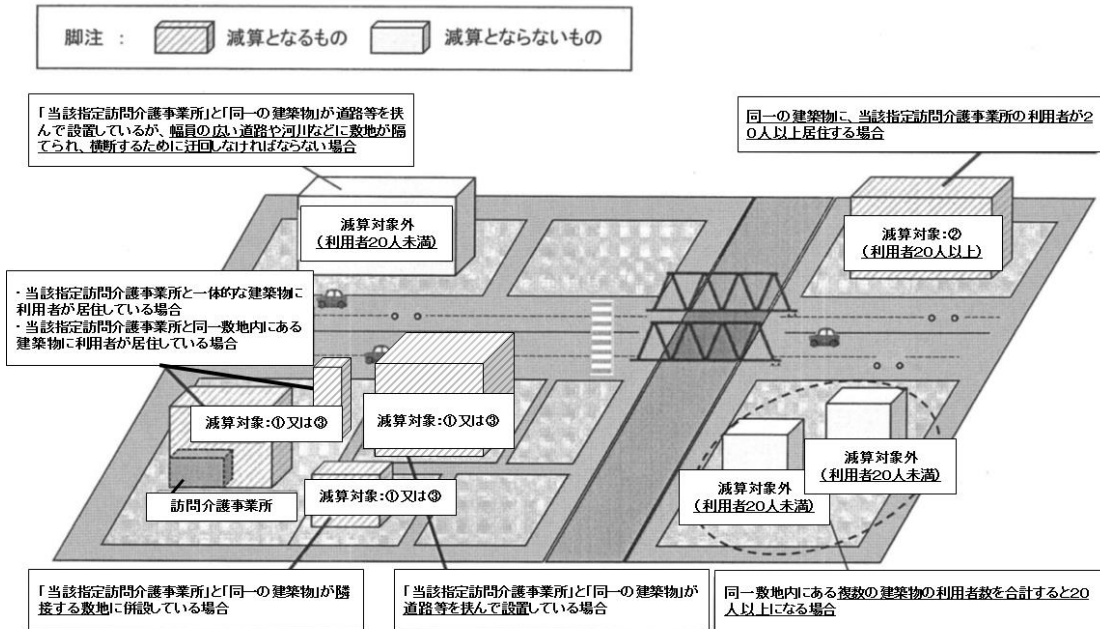 脚注 ： 減算となるもの 減算とならないもの
「当該指定訪問介護事業所」と「同一の建築物」が道路等を挟
んで設置しているが、幅員の広い道路や河川などに敷地が隔
てられ、横断するために迂回しなければならない場合
同一の建築物に、当該指定訪問介護事業所の利用者が2
0人以上居住する場合
減算対象外
(利用者20人未満)
減算対象:②
(利用者20人以上)
・当該指定訪問介護事業所と一体的な建築物に
利用者が居住している場合
・当該指定訪問介護事業所と同一敷地内にある
建築物に利用者が居住している場合
減算対象:①又は③
減算対象:①又は③
減算対象外
(利用者20人未満)
減算対象外
(利用者20人未満)
訪問介護事業所
減算対象:①又は③
「当該指定訪問介護事業所」と「同一の建築物」が隣
接する敷地に併設している場合
「当該指定訪問介護事業所」と「同一の建築物」が
道路等を挟んで設置している場合
同一敷地内にある複数の建築物の利用者数を合計すると20
人以上になる場合